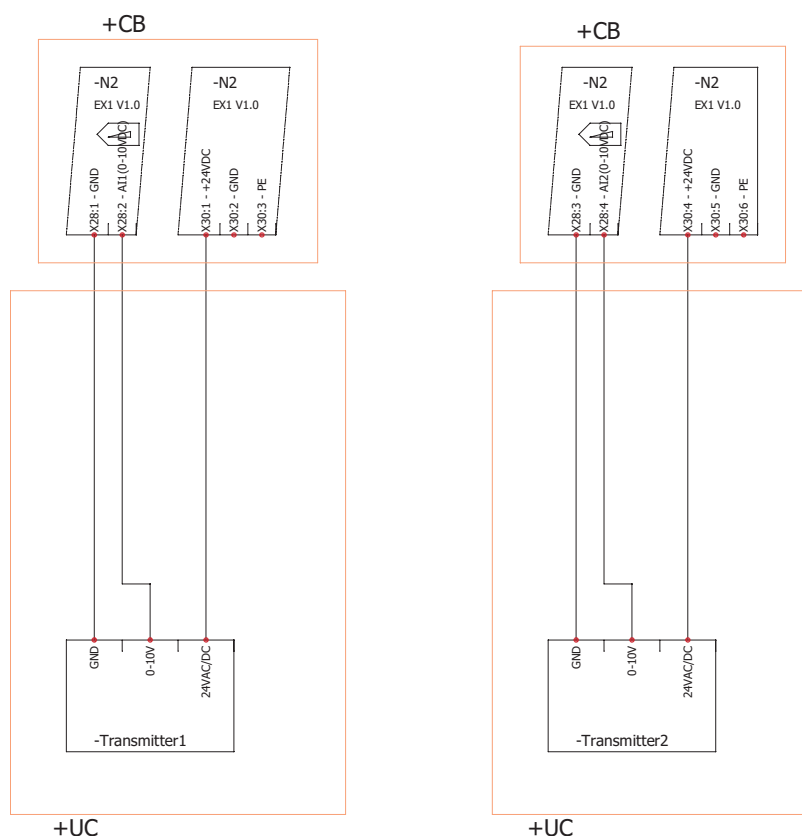 +CB
-N2
EX1 V1.0
X28:1 - GND
X28:2 - AI1(0-10VDC)
-N2
EX1 V1.0
X30:1 - +24VDC
X30:2 - GND
X30:3 - PE
GND
0-10V
24VAC/DC
-Transmitter1
+UC
+CB
-N2
EX1 V1.0
X28:3 - GND
X28:4 - AI2(0-10VDC)
-N2
EX1 V1.0
X30:4 - +24VDC
X30:5 - GND
X30:6 - PE
GND
0-10V
24VAC/DC
-Transmitter2
+UC